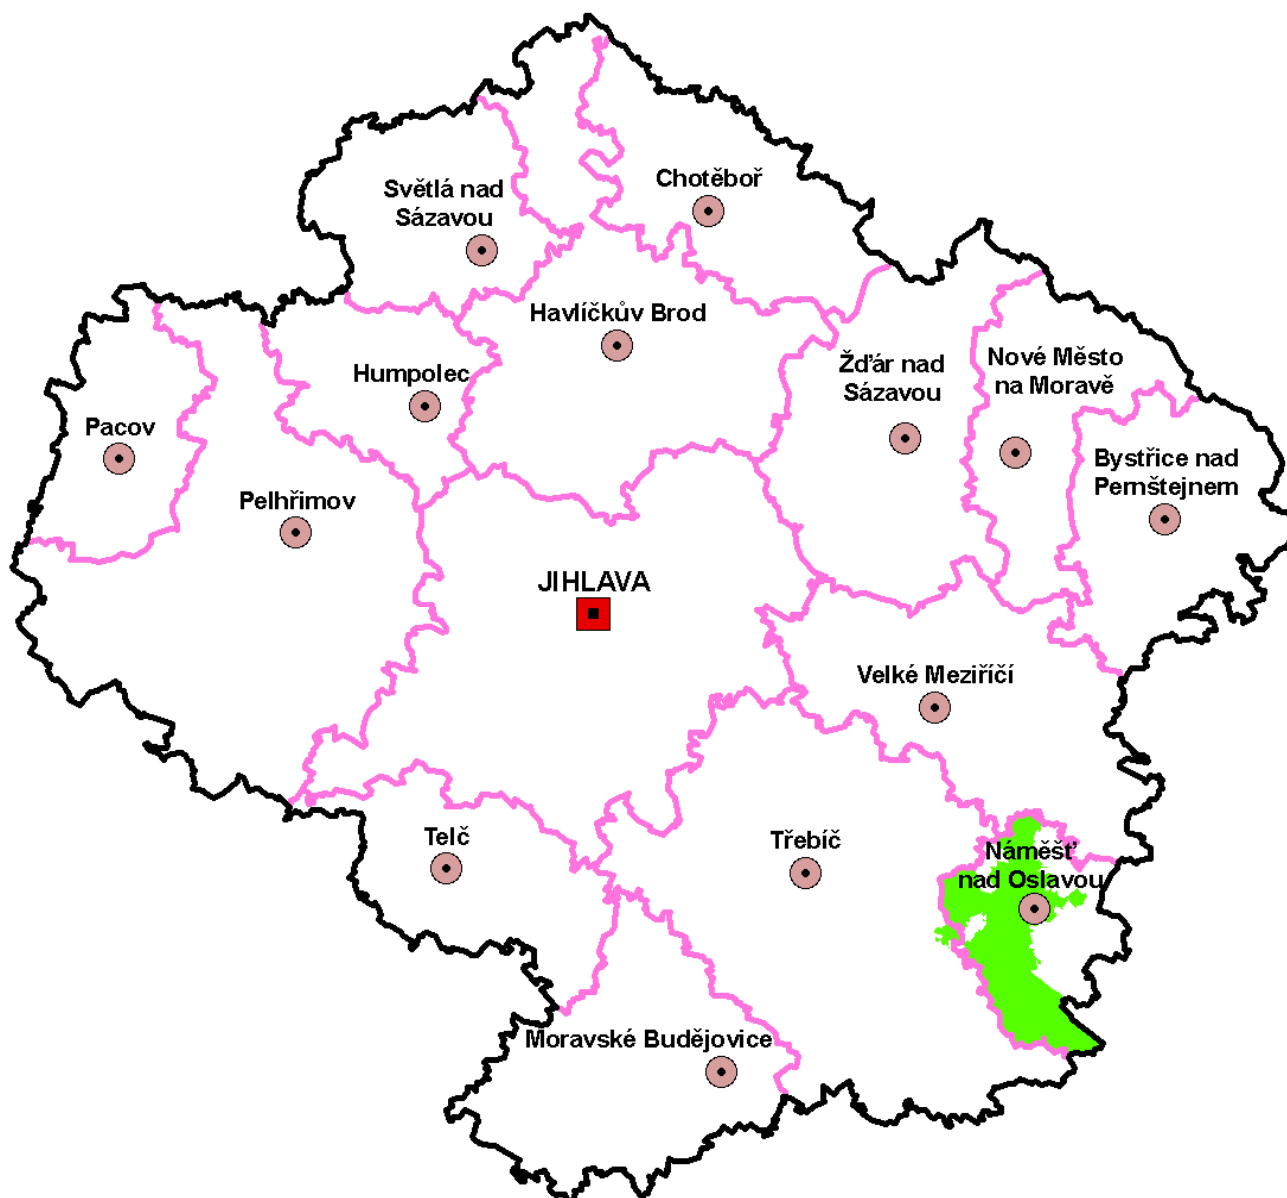 Chotěboř
Světlá nad
Sázavou
Havlíčkův Brod
Žďár nad
Sázavou
Nové Město
na Moravě
Humpolec
Pacov
Bystřice nad
Pernštejnem
Pelhřimov
JIHLAVA
Velké Meziříčí
Telč
Třebíč
Náměšť
nad Oslavou
Moravské Budějovice